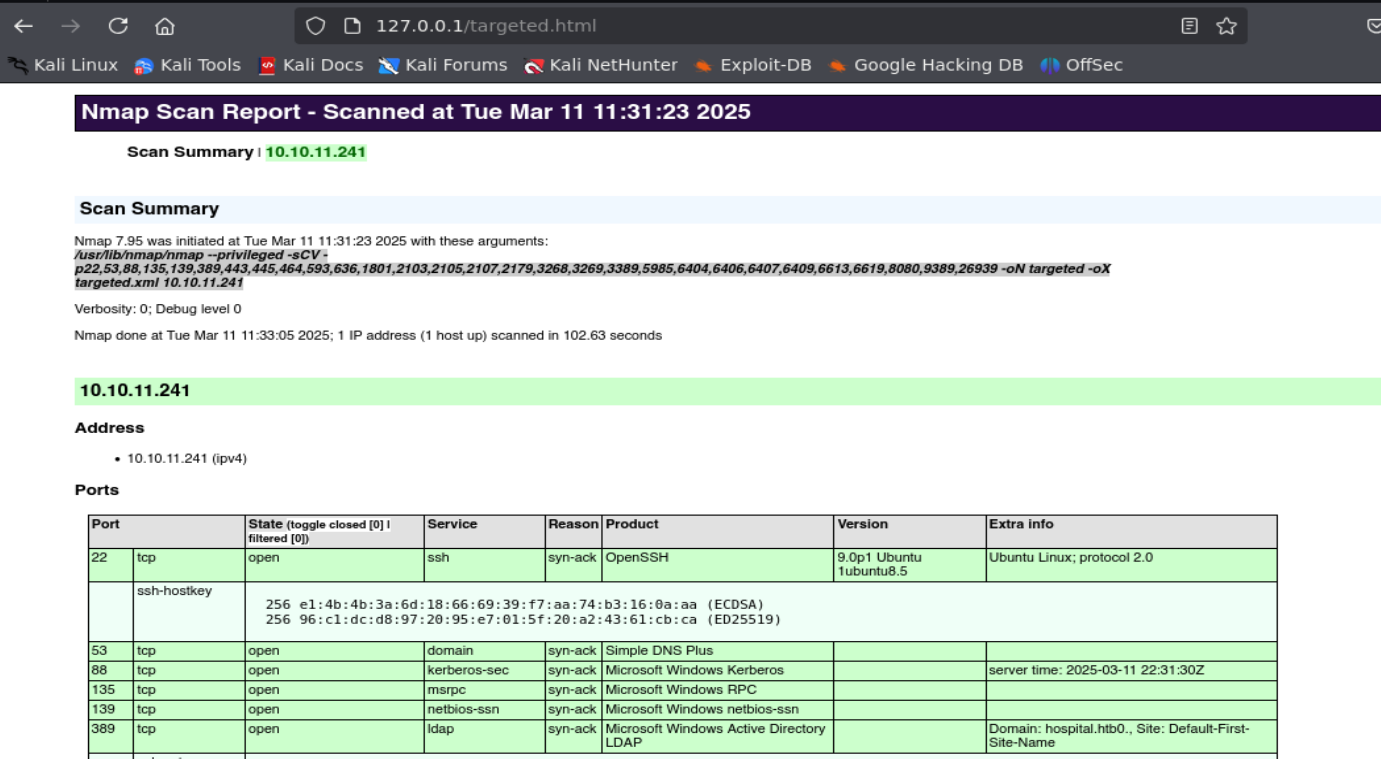 127.0.0.1/targeted.html
Kali Linux Kali Tools Kali Docs Kali Forums Kali NetHunter Exploit-DB Google Hacking DB OffSec
Nmap Scan Report - Scanned at Tue Mar 11 11:31:23 2025
Scan Summary | 10.10.11.241
Scan Summary
Nmap 7.95 was initiated at Tue Mar 11 11:31:23 2025 with these arguments:
/usr/lib/nmap/nmap --privileged -sCV -
p22,53,88,135,139,389,443,445,464,593,636,1801,2103,2105,2107,2179,3268,3269,3389,5985,6404,6406,6407,6409,6613,6619,8080,9389,26939 -oN targeted -oX
targeted.xml 10.10.11.241
Verbosity: 0; Debug level 0
Nmap done at Tue Mar 11 11:33:05 2025; 1 IP address (1 host up) scanned in 102.63 seconds
10.10.11.241
Address
• 10.10.11.241 (ipv4)
Ports
Port State (toggle closed [0] | filtered [0]) Service Reason Product Version Extra info
22 tcp open ssh syn-ack OpenSSH 9.0p1 Ubuntu 1ubuntu8.5 Ubuntu Linux; protocol 2.0
ssh-hostkey
256 e1:4b:4b:3a:6d:18:66:69:39:f7:aa:74:b3:16:0a:aa (ECDSA)
256 96:c1:dc:d8:97:20:95:e7:01:5f:20:a2:43:61:cb:ca (ED25519)
53 tcp open domain syn-ack Simple DNS Plus
88 tcp open kerberos-sec syn-ack Microsoft Windows Kerberos server time: 2025-03-11 22:31:30Z
135 tcp open msrpc syn-ack Microsoft Windows RPC
139 tcp open netbios-ssn syn-ack Microsoft Windows netbios-ssn
389 tcp open ldap syn-ack Microsoft Windows Active Directory LDAP Domain: hospital.htb0., Site: Default-First-Site-Name